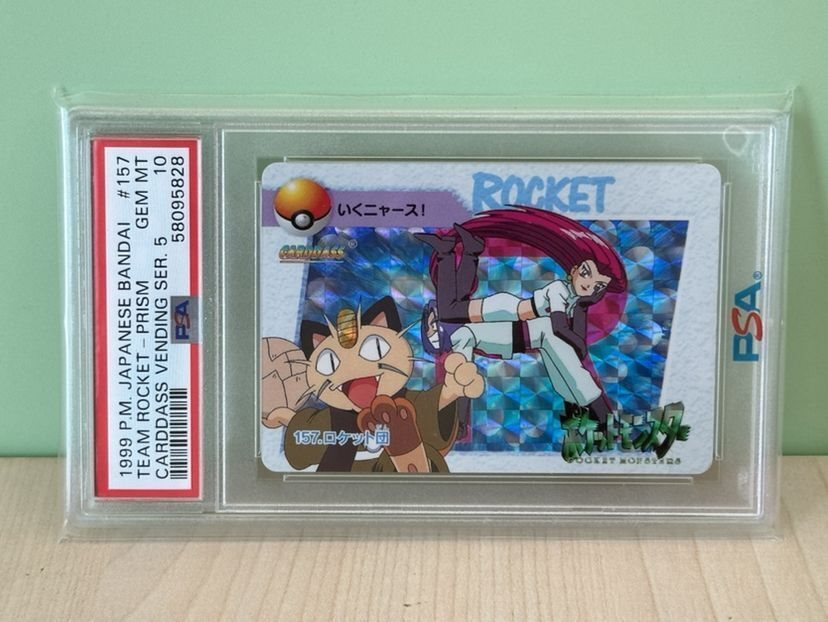 1999 P.M. JAPANESE BANDAI #157
TEAM ROCKET - PRISM GEM MT
CARDDASS VENDING SER. 5 10
58095828
PSA
ROCKET
いくニャース!
CARDDASS®
157.ロケット団
ポケットモンスター
POCKET MONSTERS
PSA®